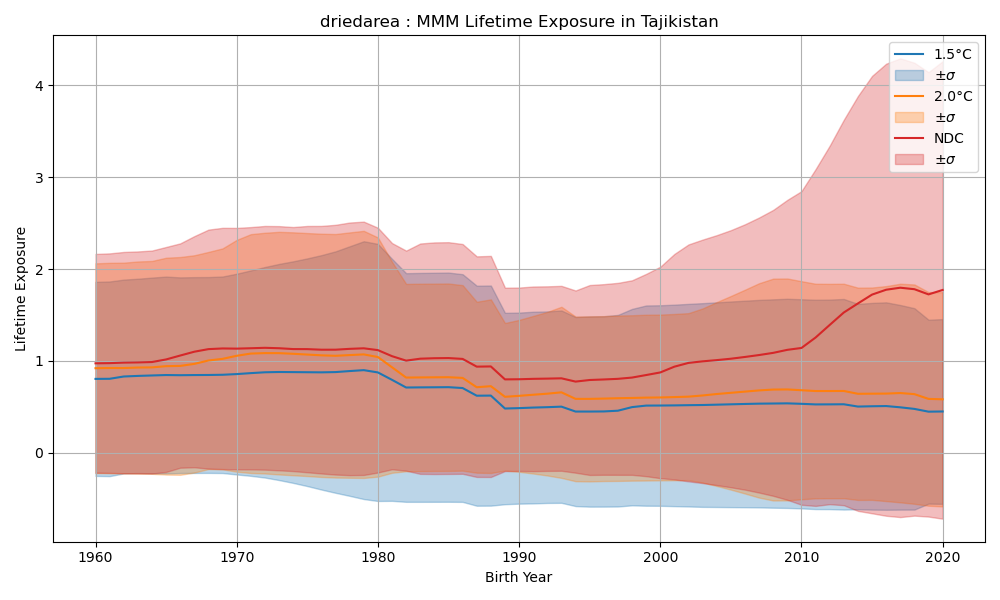 driedarea : MMM Lifetime Exposure in Tajikistan
Lifetime Exposure
4
3
2
1
0
1960
1970
1980
1990
2000
2010
2020
Birth Year
1.5°C
±σ
2.0°C
±σ
NDC
±σ